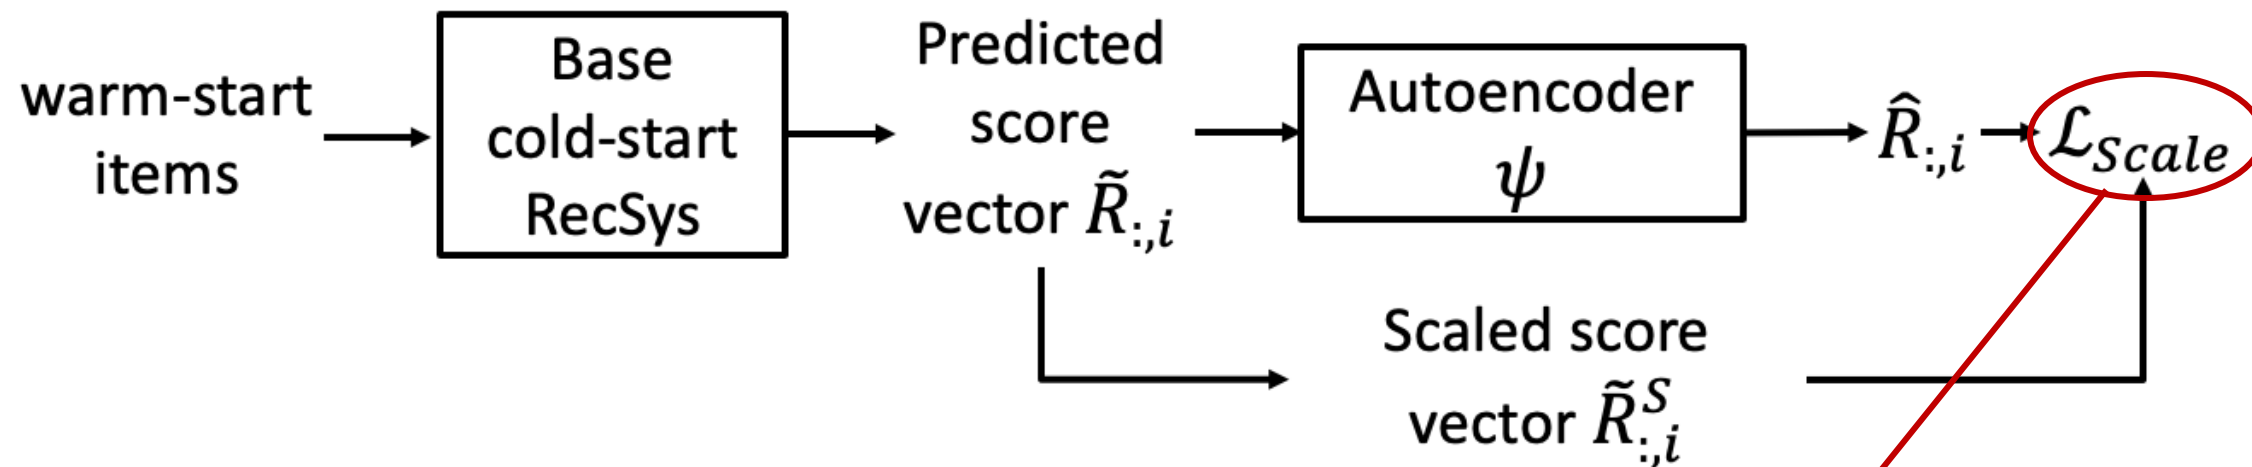 warm-start
items
Base
cold-start
RecSys
Predicted
score
vector R̃:,i
Autoencoder
ψ
R̂:,i
ℒScale
Scaled score
vector R̃S:,i